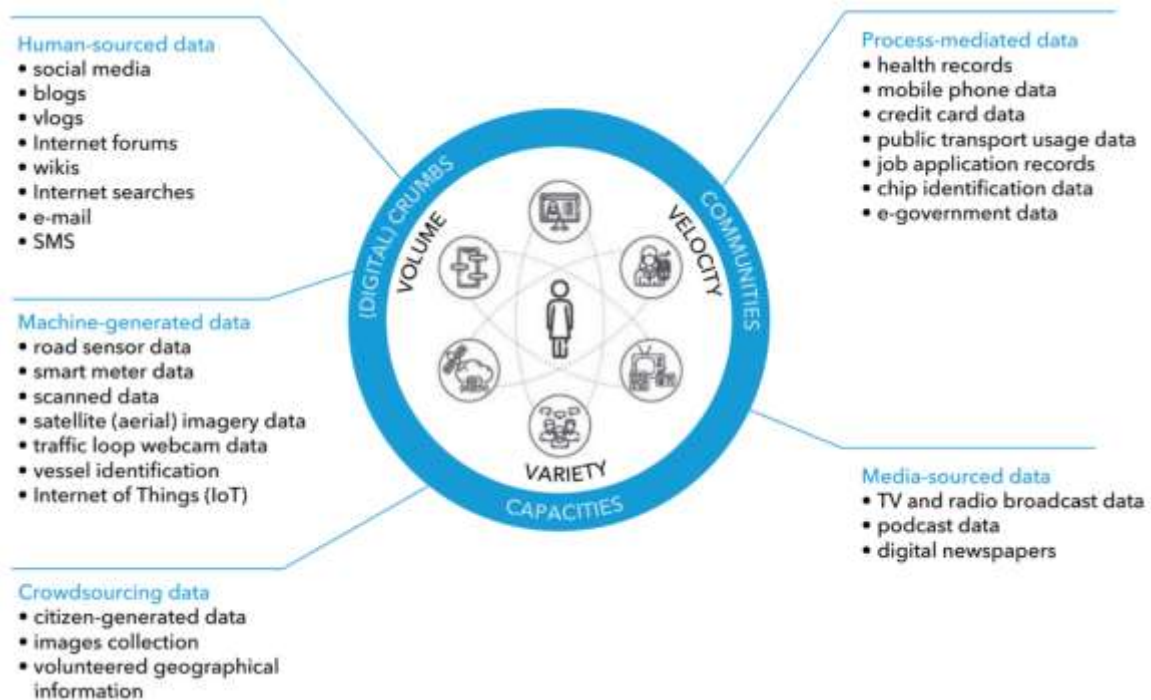 Human-sourced data
• social media
• blogs
• vlogs
• Internet forums
• wikis
• Internet searches
• e-mail
• SMS
Machine-generated data
• road sensor data
• smart meter data
• scanned data
• satellite (aerial) imagery data
• traffic loop webcam data
• vessel identification
• Internet of Things (IoT)
Crowdsourcing data
• citizen-generated data
• images collection
• volunteered geographical
information
(DIGITAL) CRUMBS
VOLUME
VELOCITY
COMMUNITIES
VARIETY
CAPACITIES
Process-mediated data
• health records
• mobile phone data
• credit card data
• public transport usage data
• job application records
• chip identification data
• e-government data
Media-sourced data
• TV and radio broadcast data
• podcast data
• digital newspapers